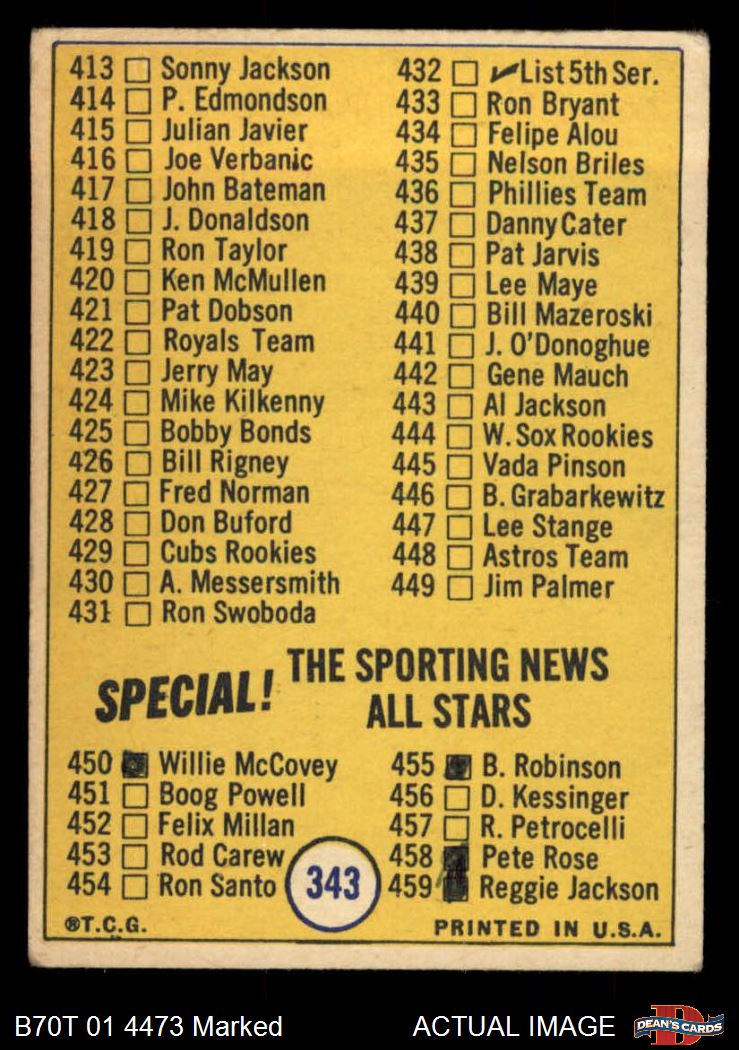 413 Sonny Jackson
414 P. Edmondson
415 Julian Javier
416 Joe Verbanic
417 John Bateman
418 J. Donaldson
419 Ron Taylor
420 Ken McMullen
421 Pat Dobson
422 Royals Team
423 Jerry May
424 Mike Kilkenny
425 Bobby Bonds
426 Bill Rigney
427 Fred Norman
428 Don Buford
429 Cubs Rookies
430 A. Messersmith
431 Ron Swoboda
432 List 5th Ser.
433 Ron Bryant
434 Felipe Alou
435 Nelson Briles
436 Phillies Team
437 Danny Cater
438 Pat Jarvis
439 Lee Maye
440 Bill Mazeroski
441 J. O'Donoghue
442 Gene Mauch
443 Al Jackson
444 W. Sox Rookies
445 Vada Pinson
446 B. Grabarkewitz
447 Lee Stange
448 Astros Team
449 Jim Palmer
SPECIAL! THE SPORTING NEWS
ALL STARS
450 Willie McCovey
451 Boog Powell
452 Felix Millan
453 Rod Carew
454 Ron Santo
455 B. Robinson
456 D. Kessinger
457 R. Petrocelli
458 Pete Rose
459 Reggie Jackson
343
®T.C.G.
PRINTED IN U.S.A.
B70T 01 4473 Marked
ACTUAL IMAGE
DEAN'S CARDS